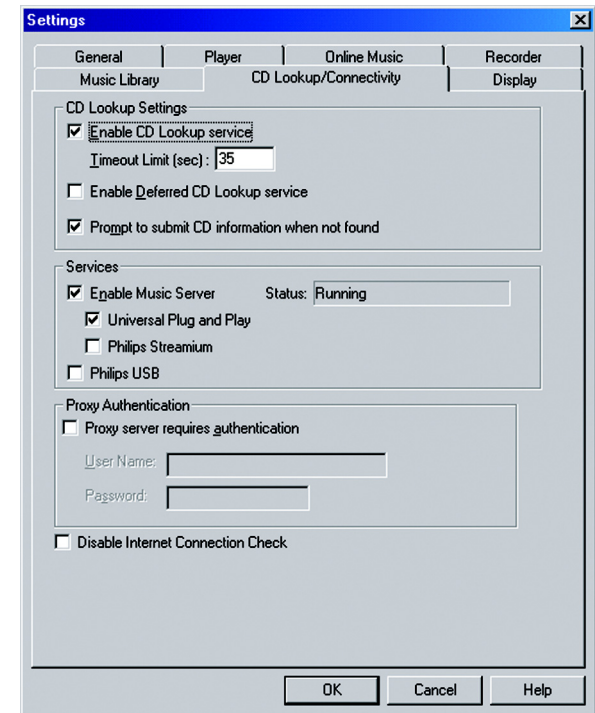 Settings
General Player Online Music Recorder
Music Library CD Lookup/Connectivity Display
CD Lookup Settings
Enable CD Lookup service
Timeout Limit (sec) : 35
Enable Deferred CD Lookup service
Prompt to submit CD information when not found
Services
Enable Music Server Status: Running
Universal Plug and Play
Philips Streamium
Philips USB
Proxy Authentication
Proxy server requires authentication
User Name:
Password:
Disable Internet Connection Check
OK Cancel Help